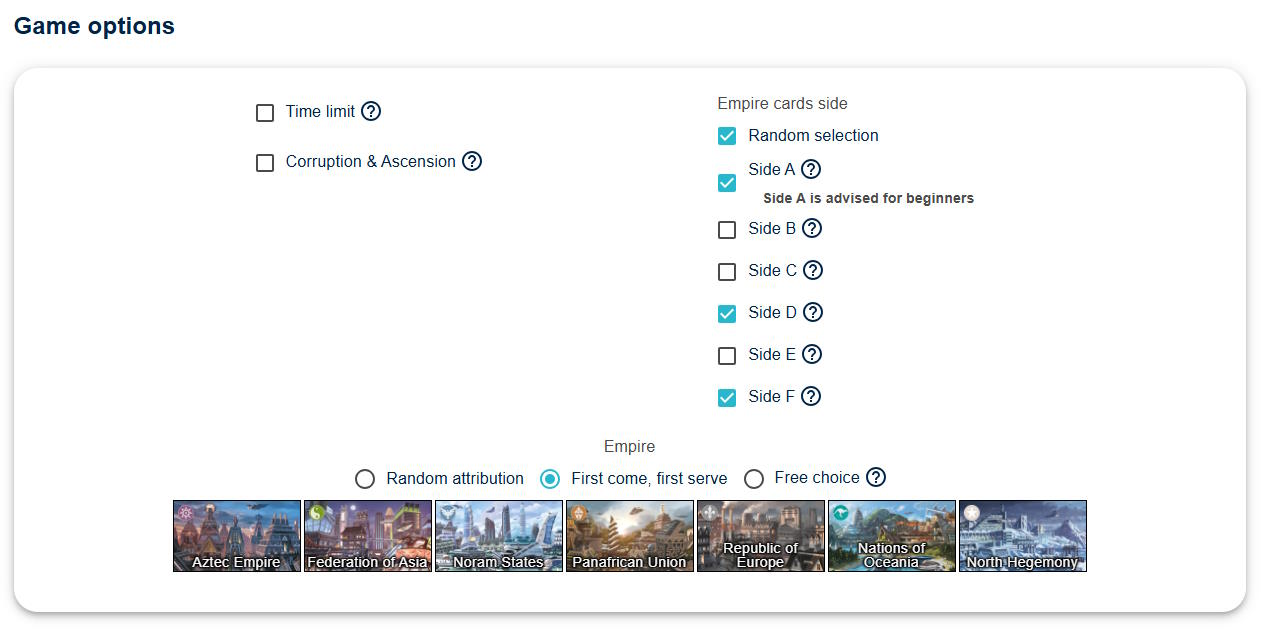 Game options
Time limit ?
Corruption & Ascension ?
Empire cards side
Random selection
Side A ?
Side A is advised for beginners
Side B ?
Side C ?
Side D ?
Side E ?
Side F ?
Empire
Random attribution
First come, first serve
Free choice ?
Aztec Empire
Federation of Asia
Noram States
Panafrican Union
Republic of
Europe
Nations of
Oceania
North Hegemony